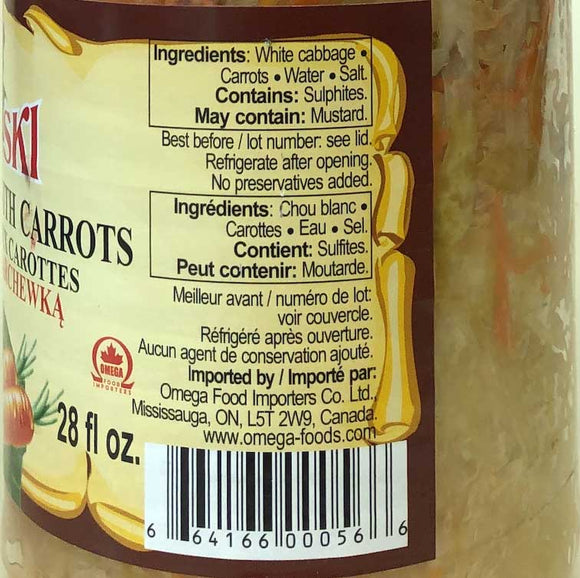 SKI
TH CARROTS
X CAROTTES
RCHEWKĄ
28 fl oz.
Ingredients: White cabbage •
Carrots • Water • Salt.
Contains: Sulphites.
May contain: Mustard.
Best before / lot number: see lid.
Refrigerate after opening.
No preservatives added.
Ingrédients: Chou blanc •
Carottes • Eau • Sel.
Contient: Sulfites.
Peut contenir: Moutarde.
Meilleur avant / numéro de lot:
voir couvercle.
Réfrigéré après ouverture.
Aucun agent de conservation ajouté.
Imported by / Importé par:
Omega Food Importers Co. Ltd.,
Mississauga, ON, L5T 2W9, Canada.
www.omega-foods.com
OMEGA
FOOD
IMPORTERS
6 64166 00056 6